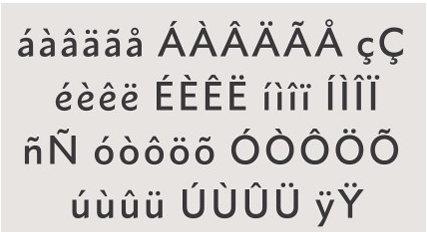 áàâäãå ÁÀÂÄÃÅ çÇ
éèêë ÉÈÊË íìîï ÍÌÎÏ
ñÑ óòôöõ ÓÒÔÖÕ
úùûü ÚÙÛÜ ÿŸ